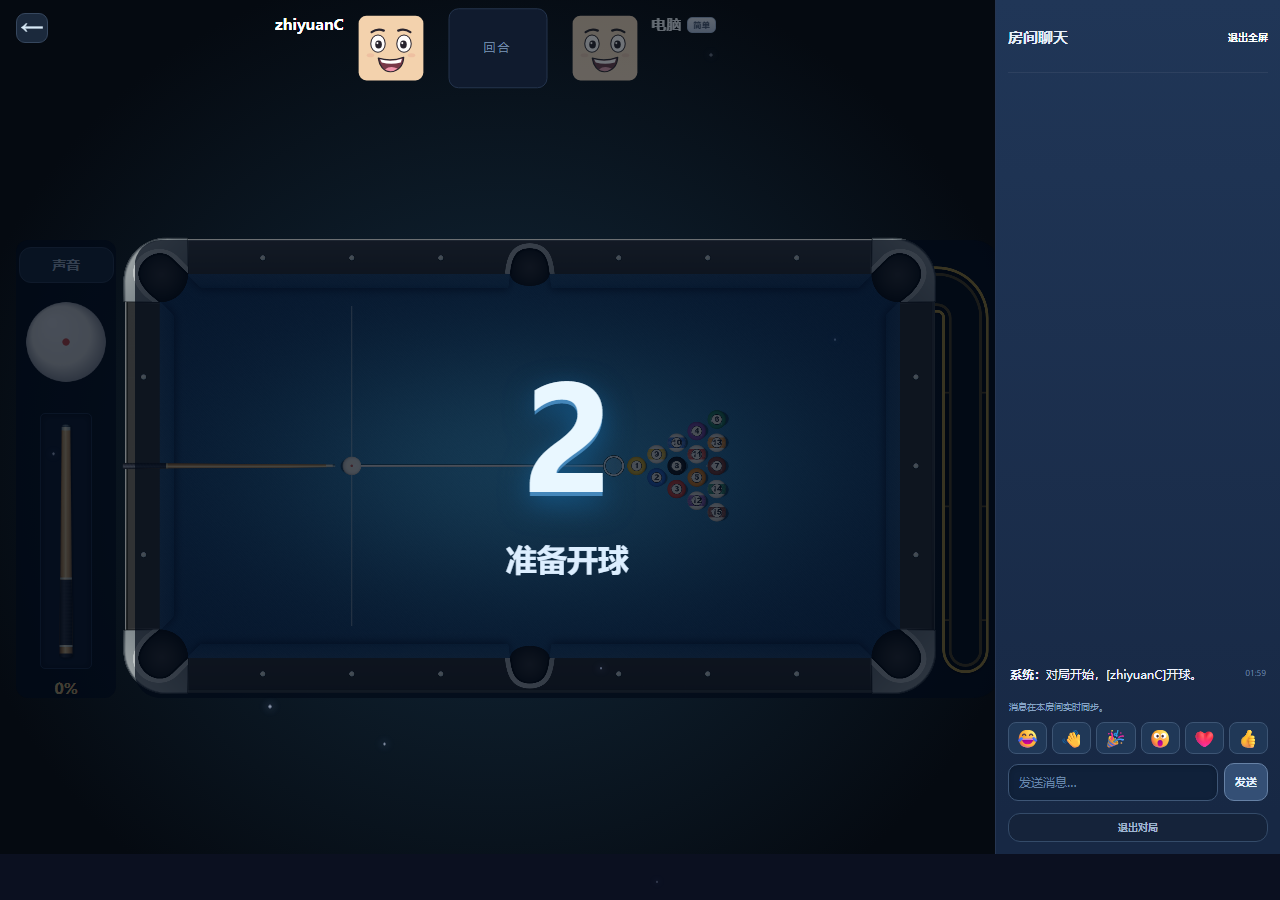 zhiyuanC
回合
电脑 简单
房间聊天
退出全屏
声音
2
准备开球
0%
系统: 对局开始,[zhiyuanC]开球。 01:59
消息在本房间实时同步。
发送消息...
发送
退出对局